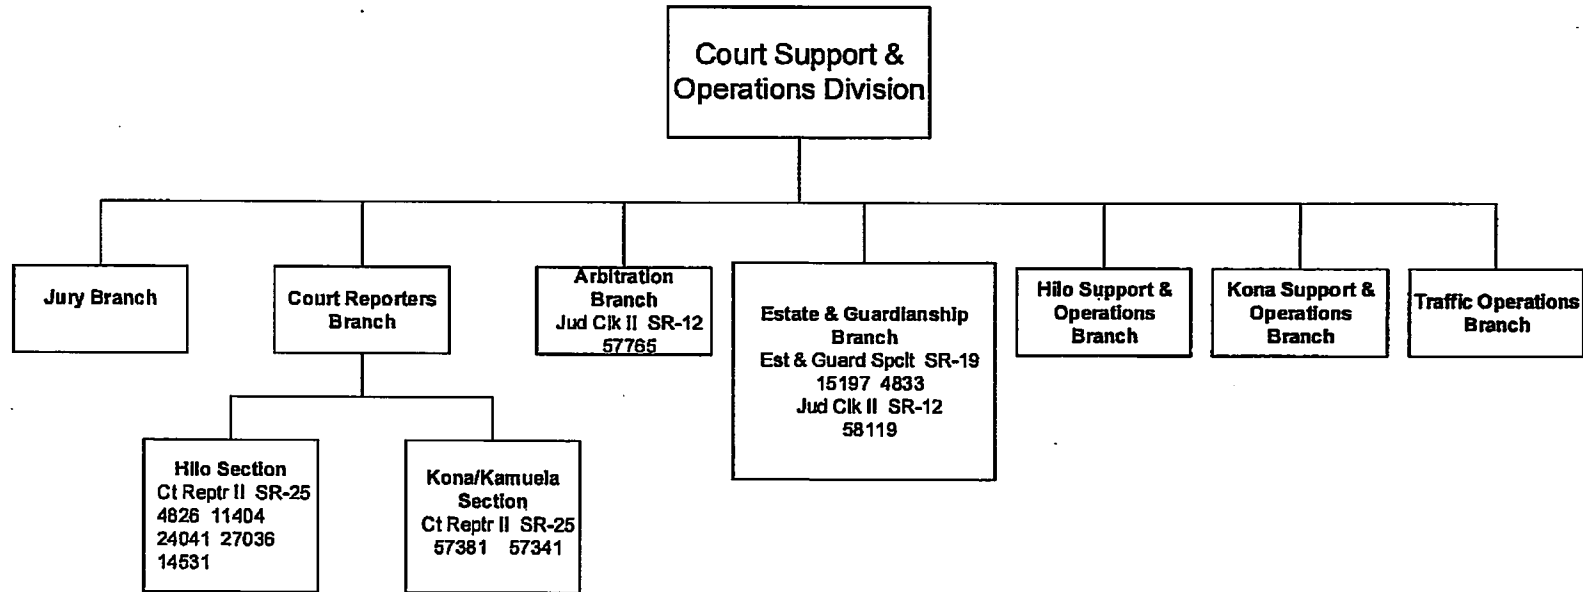 Court Support &
Operations Division
Jury Branch
Court Reporters
Branch
Arbitration
Branch
Jud Clk II SR-12
57765
Estate & Guardianship
Branch
Est & Guard Spclt SR-19
15197 4833
Jud Clk II SR-12
58119
Hilo Support &
Operations
Branch
Kona Support &
Operations
Branch
Traffic Operations
Branch
Hilo Section
Ct Reptr II SR-25
4826 11404
24041 27036
14531
Kona/Kamuela
Section
Ct Reptr II SR-25
57381 57341